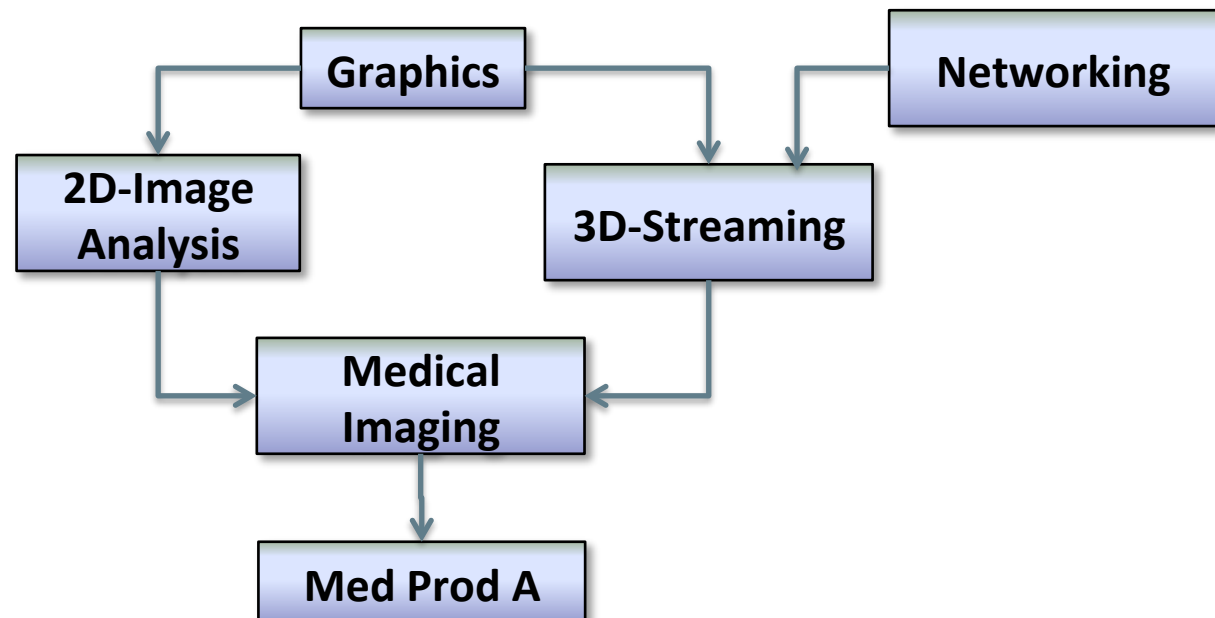 Graphics
Networking
2D-Image
Analysis
3D-Streaming
Medical
Imaging
Med Prod A